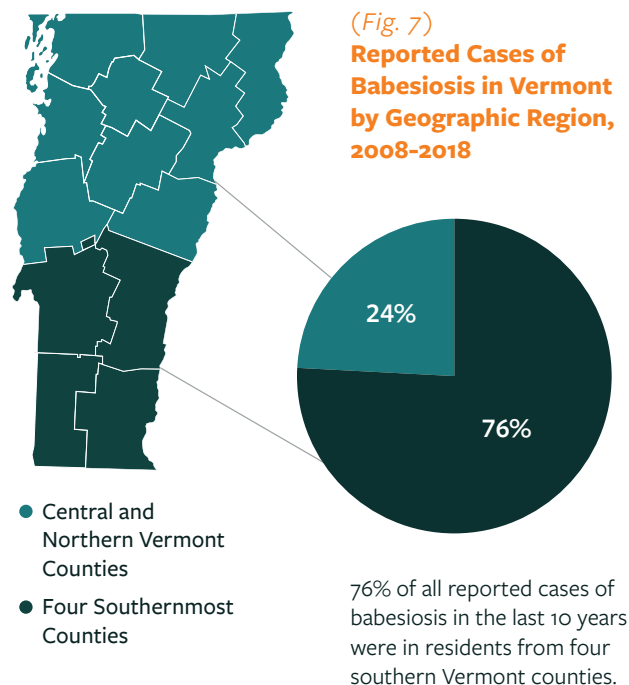 (Fig. 7)
Reported Cases of
Babesiosis in Vermont
by Geographic Region,
2008-2018
24%
76%
Central and
Northern Vermont
Counties
Four Southernmost
Counties
76% of all reported cases of
babesiosis in the last 10 years
were in residents from four
southern Vermont counties.